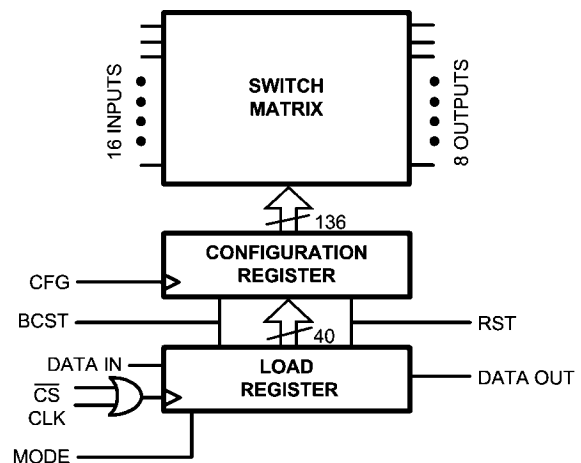 SWITCH
MATRIX
16 INPUTS
8 OUTPUTS
136
CONFIGURATION
REGISTER
CFG
BCST
RST
40
DATA IN
LOAD
REGISTER
DATA OUT
CS
CLK
MODE